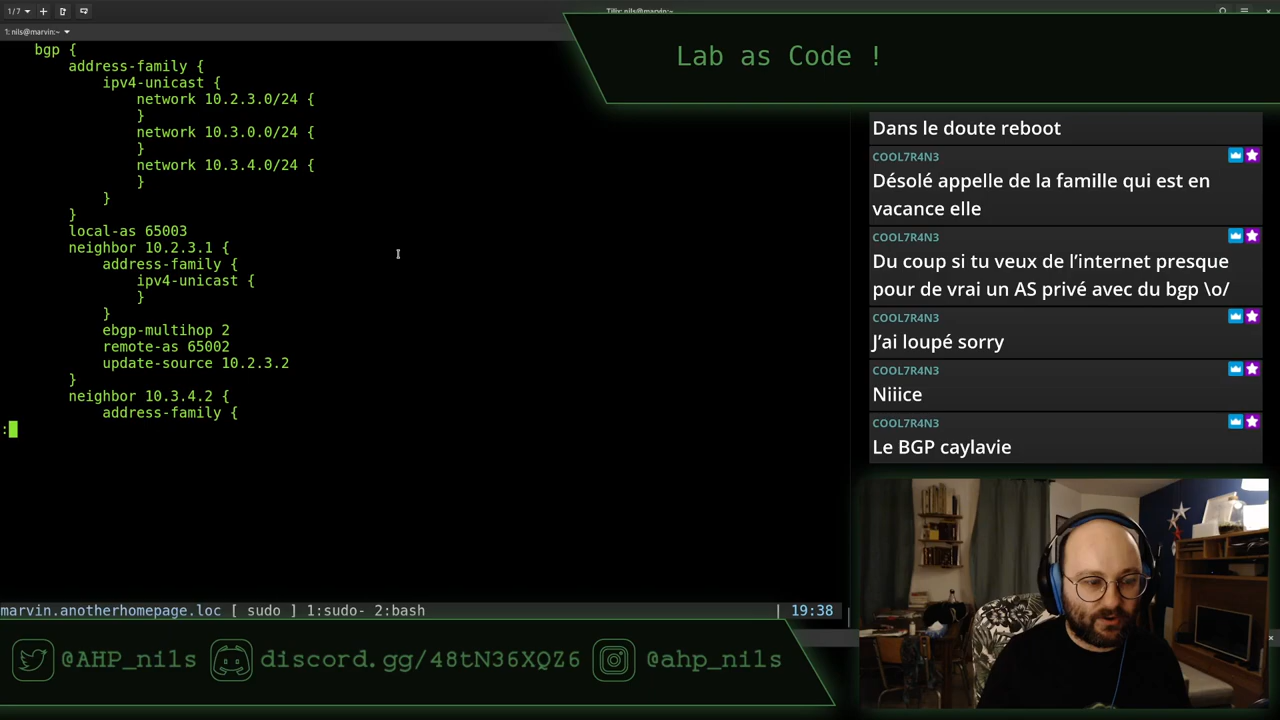 1/7
Tilix: nils@marvin:~
1: nils@marvin:~
bgp {
address-family {
ipv4-unicast {
network 10.2.3.0/24 {
}
network 10.3.0.0/24 {
}
network 10.3.4.0/24 {
}
}
}
local-as 65003
neighbor 10.2.3.1 {
address-family {
ipv4-unicast {
}
}
ebgp-multihop 2
remote-as 65002
update-source 10.2.3.2
}
neighbor 10.3.4.2 {
address-family {
:
marvin.anotherhomepage.loc [ sudo ] 1:sudo- 2:bash | 19:38
Lab as Code !
Dans le doute reboot
COOL7R4N3
Désolé appelle de la famille qui est en
vacance elle
COOL7R4N3
Du coup si tu veux de l’internet presque
pour de vrai un AS privé avec du bgp \o/
COOL7R4N3
J’ai loupé sorry
COOL7R4N3
Niiice
COOL7R4N3
Le BGP caylavie
@AHP_nils
discord.gg/48tN36XQZ6
@ahp_nils